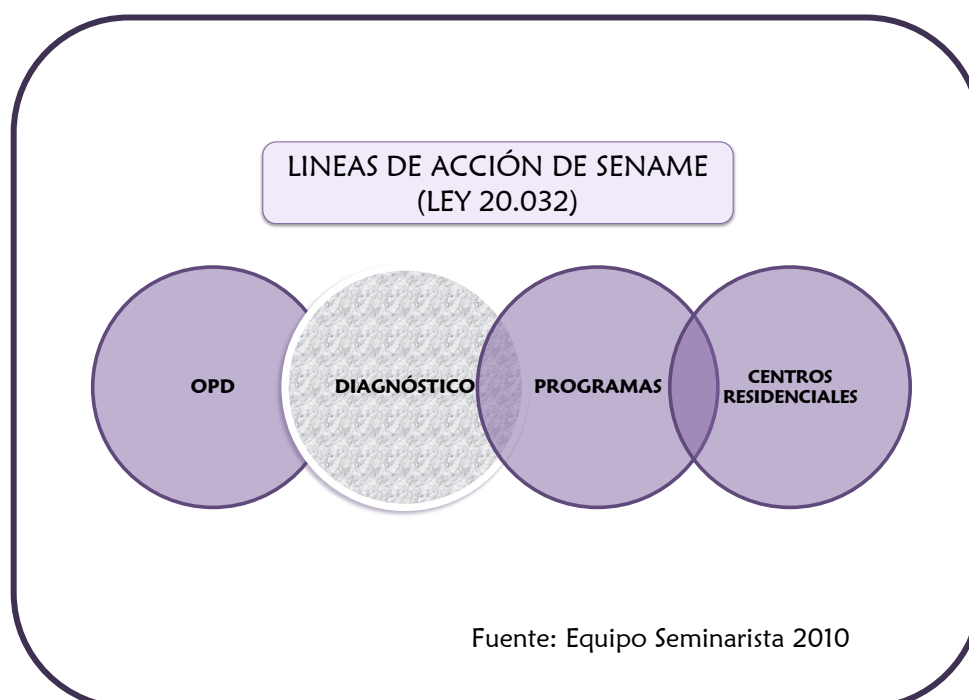 LINEAS DE ACCIÓN DE SENAME
(LEY 20.032)
OPD
DIAGNÓSTICO
PROGRAMAS
CENTROS
RESIDENCIALES
Fuente: Equipo Seminarista 2010